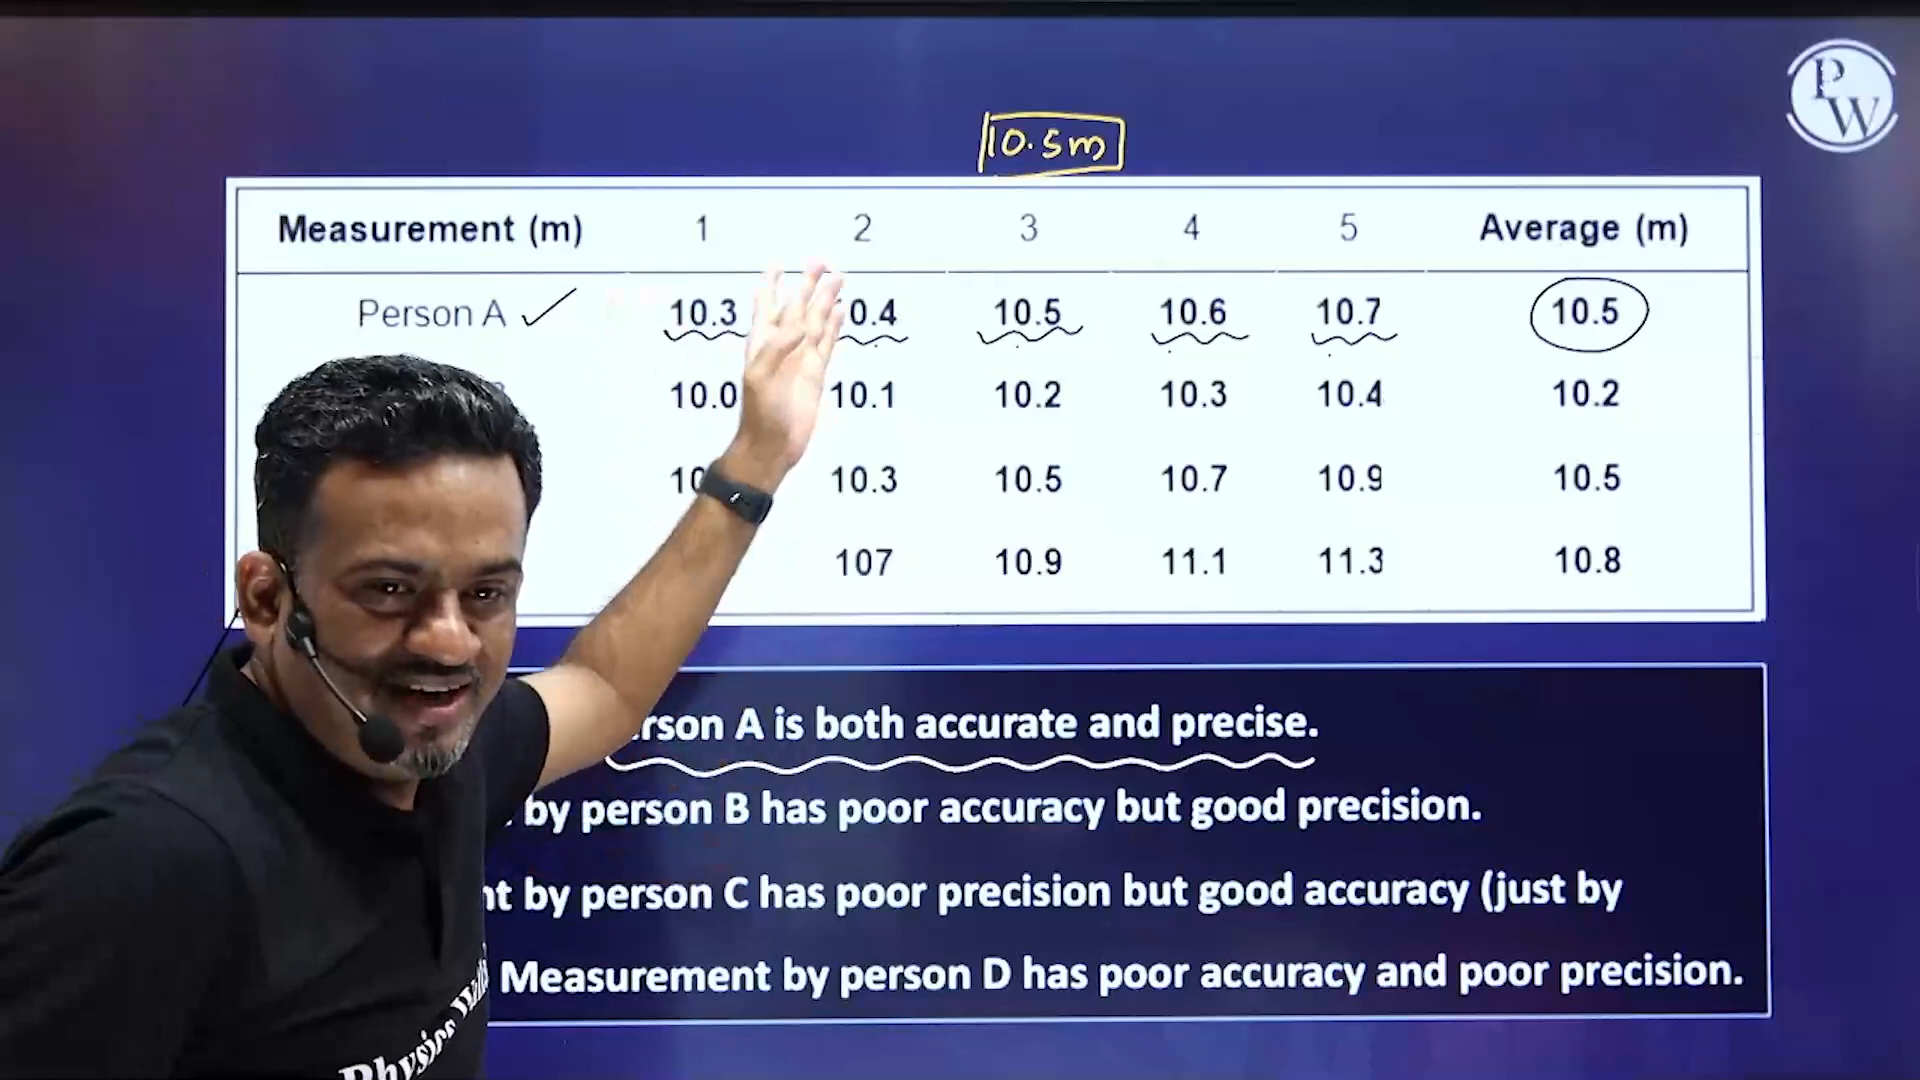 PW
10.5m
Measurement (m) 1 2 3 4 5 Average (m)
Person A 10.3 0.4 10.5 10.6 10.7 10.5
10.0 10.1 10.2 10.3 10.4 10.2
10 10.3 10.5 10.7 10.9 10.5
107 10.9 11.1 11.3 10.8
rson A is both accurate and precise.
by person B has poor accuracy but good precision.
nt by person C has poor precision but good accuracy (just by
Measurement by person D has poor accuracy and poor precision.
Physics Wall